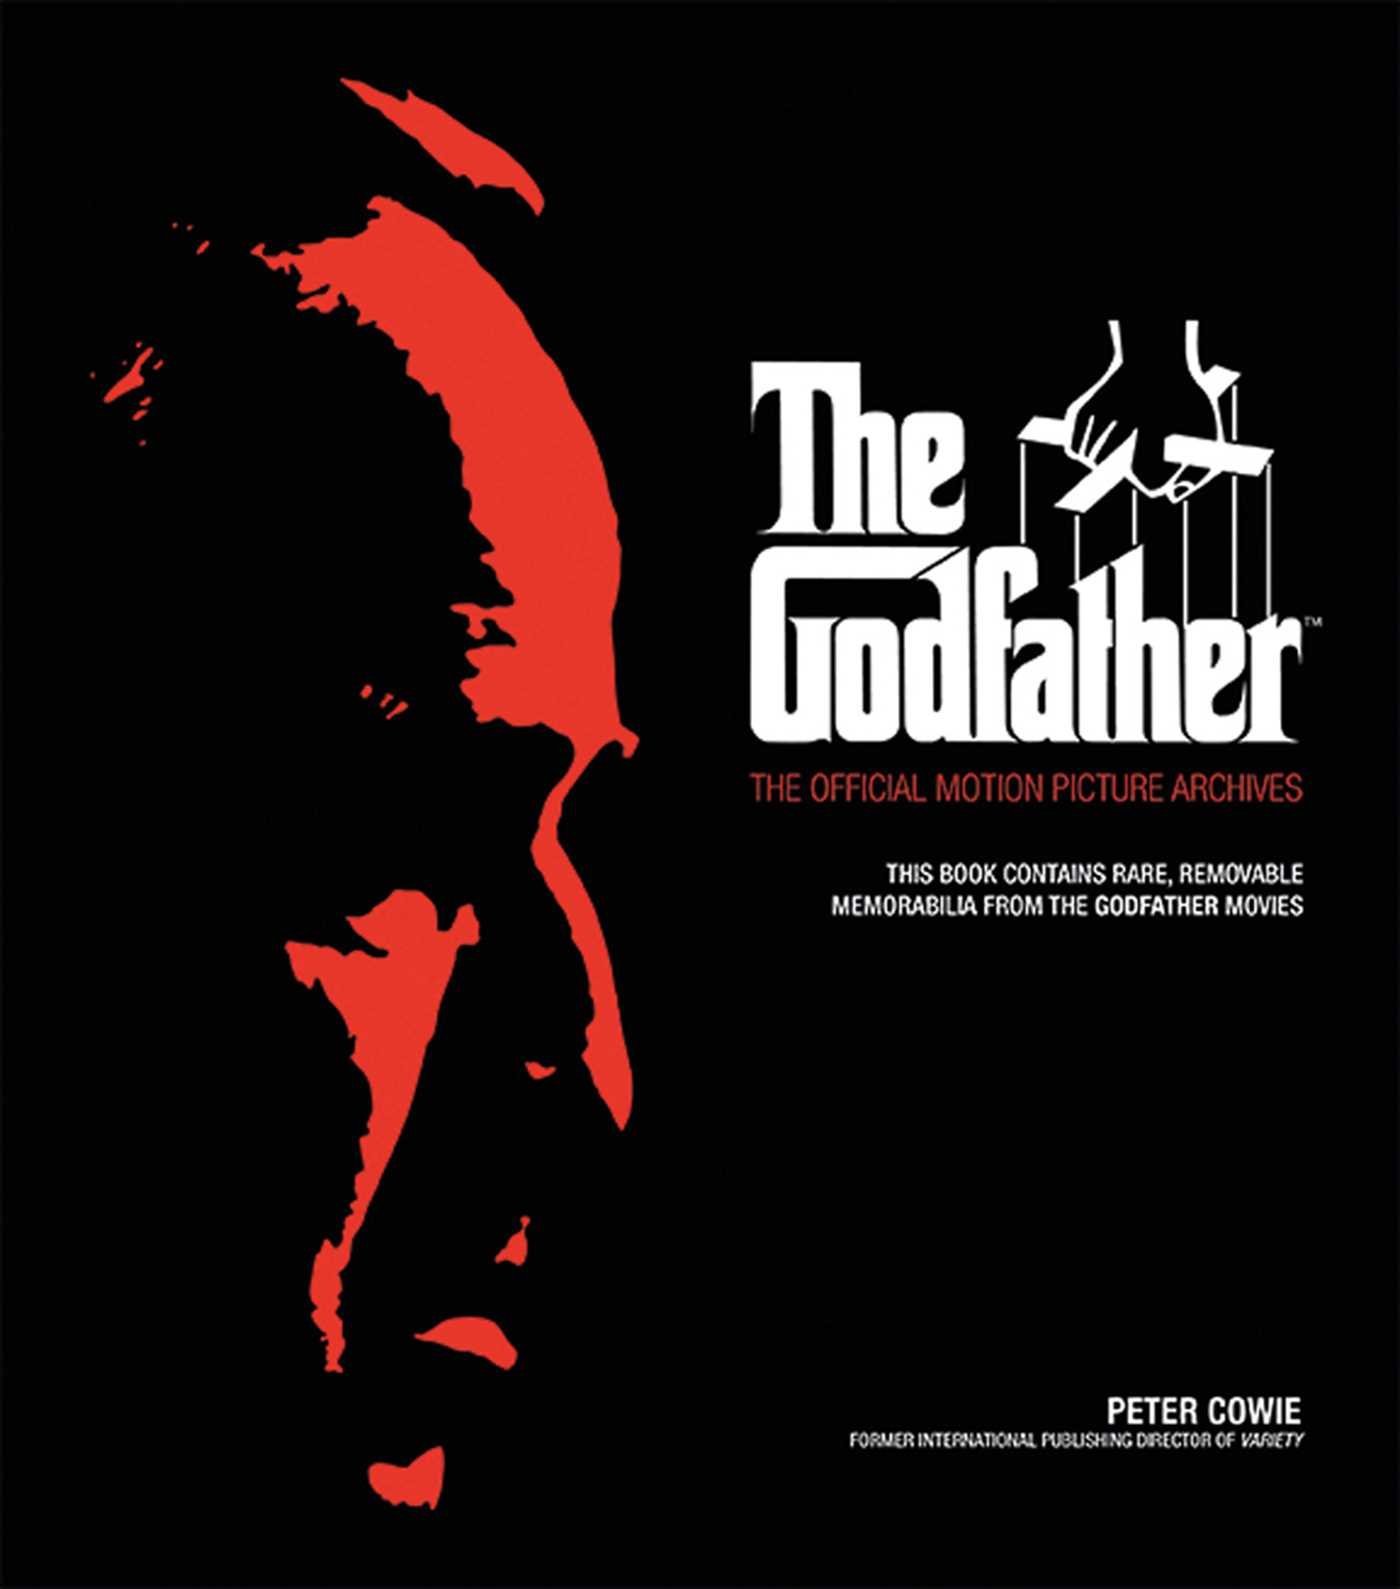 The
Godfather™
THE OFFICIAL MOTION PICTURE ARCHIVES
THIS BOOK CONTAINS RARE, REMOVABLE
MEMORABILIA FROM THE GODFATHER MOVIES
PETER COWIE
FORMER INTERNATIONAL PUBLISHING DIRECTOR OF VARIETY